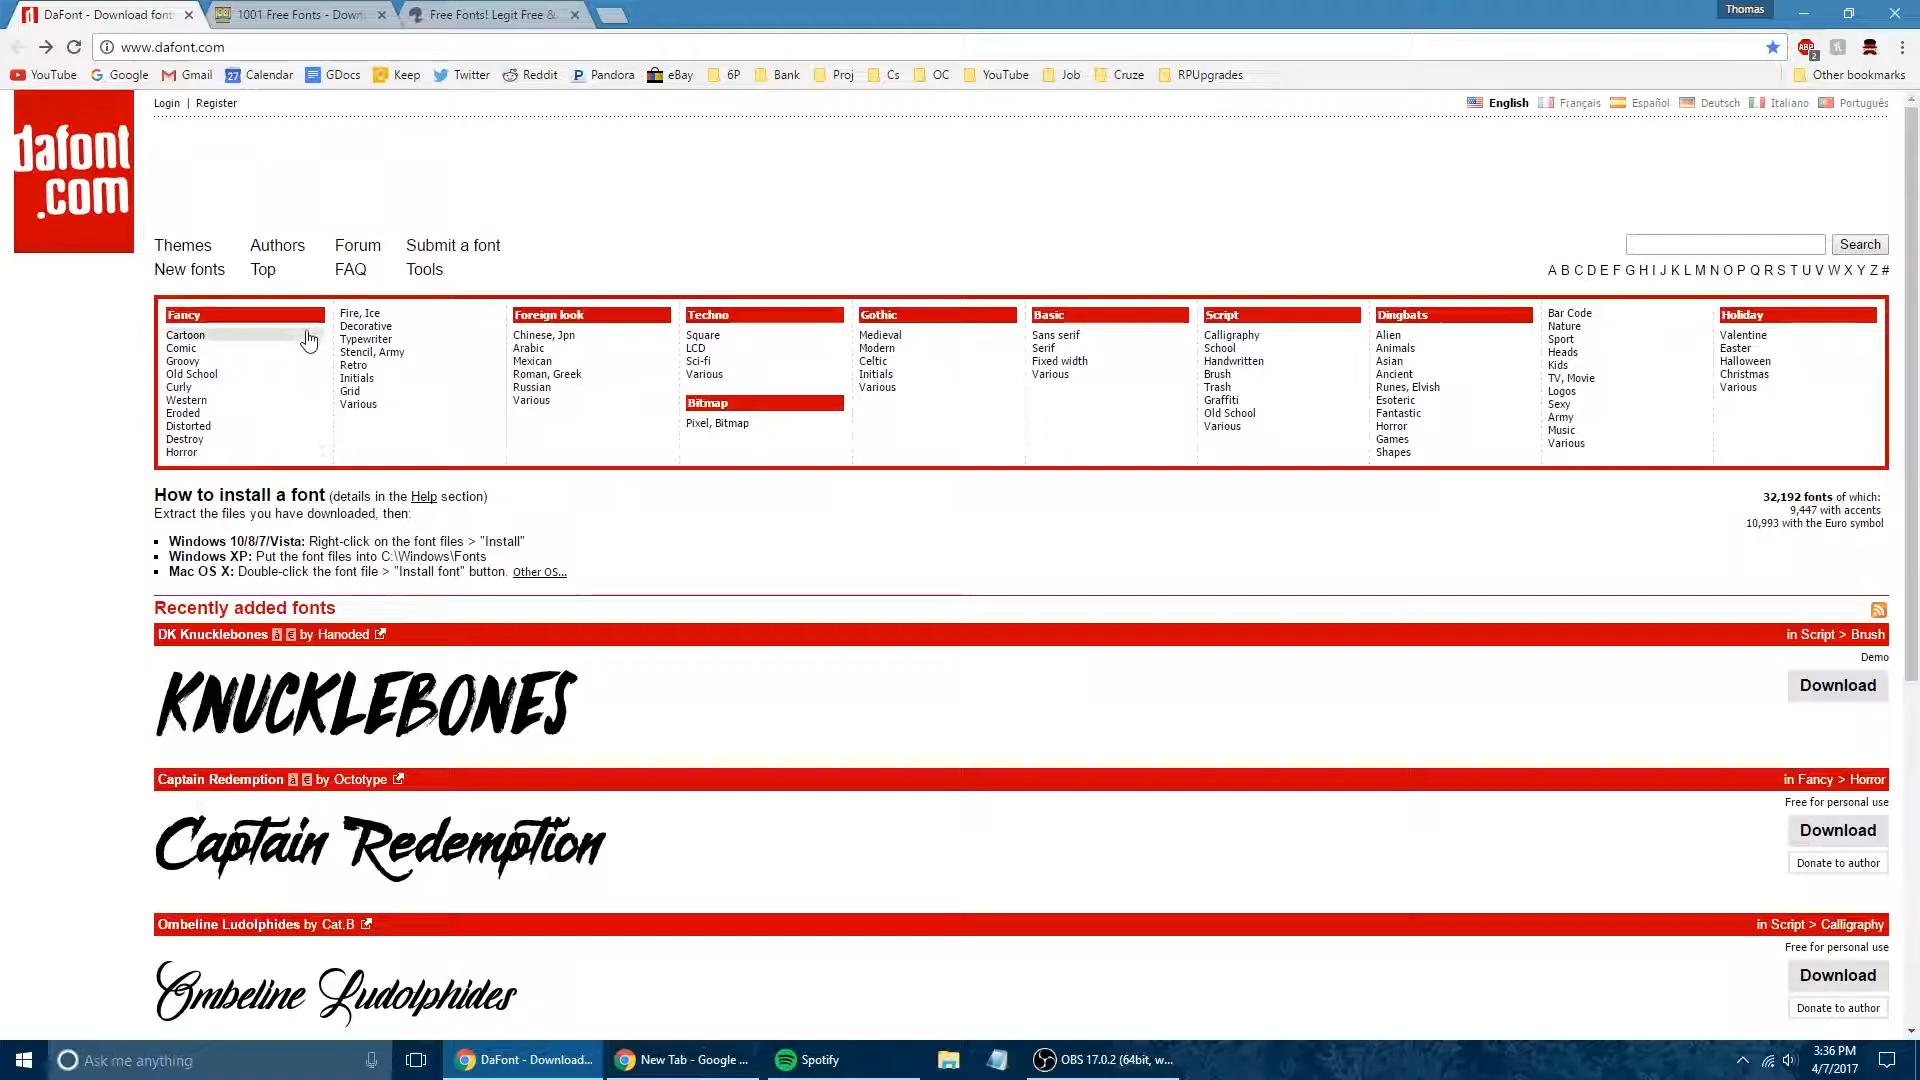 DaFont - Download font
1001 Free Fonts - Down
Free Fonts! Legit Free &
Thomas
www.dafont.com
ABP
2
YouTube
Google
Gmail
27
Calendar
GDocs
Keep
Twitter
Reddit
Pandora
eBay
6P
Bank
Proj
Cs
OC
YouTube
Job
Cruze
RPUpgrades
Other bookmarks
dafont
.com
Login | Register
English
Français
Español
Deutsch
Italiano
Português
Themes
Authors
Forum
Submit a font
Search
New fonts
Top
FAQ
Tools
A B C D E F G H I J K L M N O P Q R S T U V W X Y Z #
Fancy
Cartoon
Comic
Groovy
Old School
Curly
Western
Eroded
Distorted
Destroy
Horror
Fire, Ice
Decorative
Typewriter
Stencil, Army
Retro
Initials
Grid
Various
Foreign look
Chinese, Jpn
Arabic
Mexican
Roman, Greek
Russian
Various
Techno
Square
LCD
Sci-fi
Various
Bitmap
Pixel, Bitmap
Gothic
Medieval
Modern
Celtic
Initials
Various
Basic
Sans serif
Serif
Fixed width
Various
Script
Calligraphy
School
Handwritten
Brush
Trash
Graffiti
Old School
Various
Dingbats
Alien
Animals
Asian
Ancient
Runes, Elvish
Esoteric
Fantastic
Horror
Games
Shapes
Bar Code
Nature
Sport
Heads
Kids
TV, Movie
Logos
Sexy
Army
Music
Various
Holiday
Valentine
Easter
Halloween
Christmas
Various
How to install a font (details in the Help section)
Extract the files you have downloaded, then:
Windows 10/8/7/Vista: Right-click on the font files > "Install"
Windows XP: Put the font files into C:\Windows\Fonts
Mac OS X: Double-click the font file > "Install font" button. Other OS...
32,192 fonts of which:
9,447 with accents
10,993 with the Euro symbol
Recently added fonts
DK Knucklebones à € by Hanoded
in Script > Brush
Demo
KNUCKLEBONES
Download
Captain Redemption à € by Octotype
in Fancy > Horror
Free for personal use
Captain Redemption
Download
Donate to author
Ombeline Ludolphides by Cat.B
in Script > Calligraphy
Free for personal use
Ombeline Ludolphides
Download
Donate to author
Ask me anything
DaFont - Download...
New Tab - Google ...
Spotify
OBS 17.0.2 (64bit, w...
3:36 PM
4/7/2017